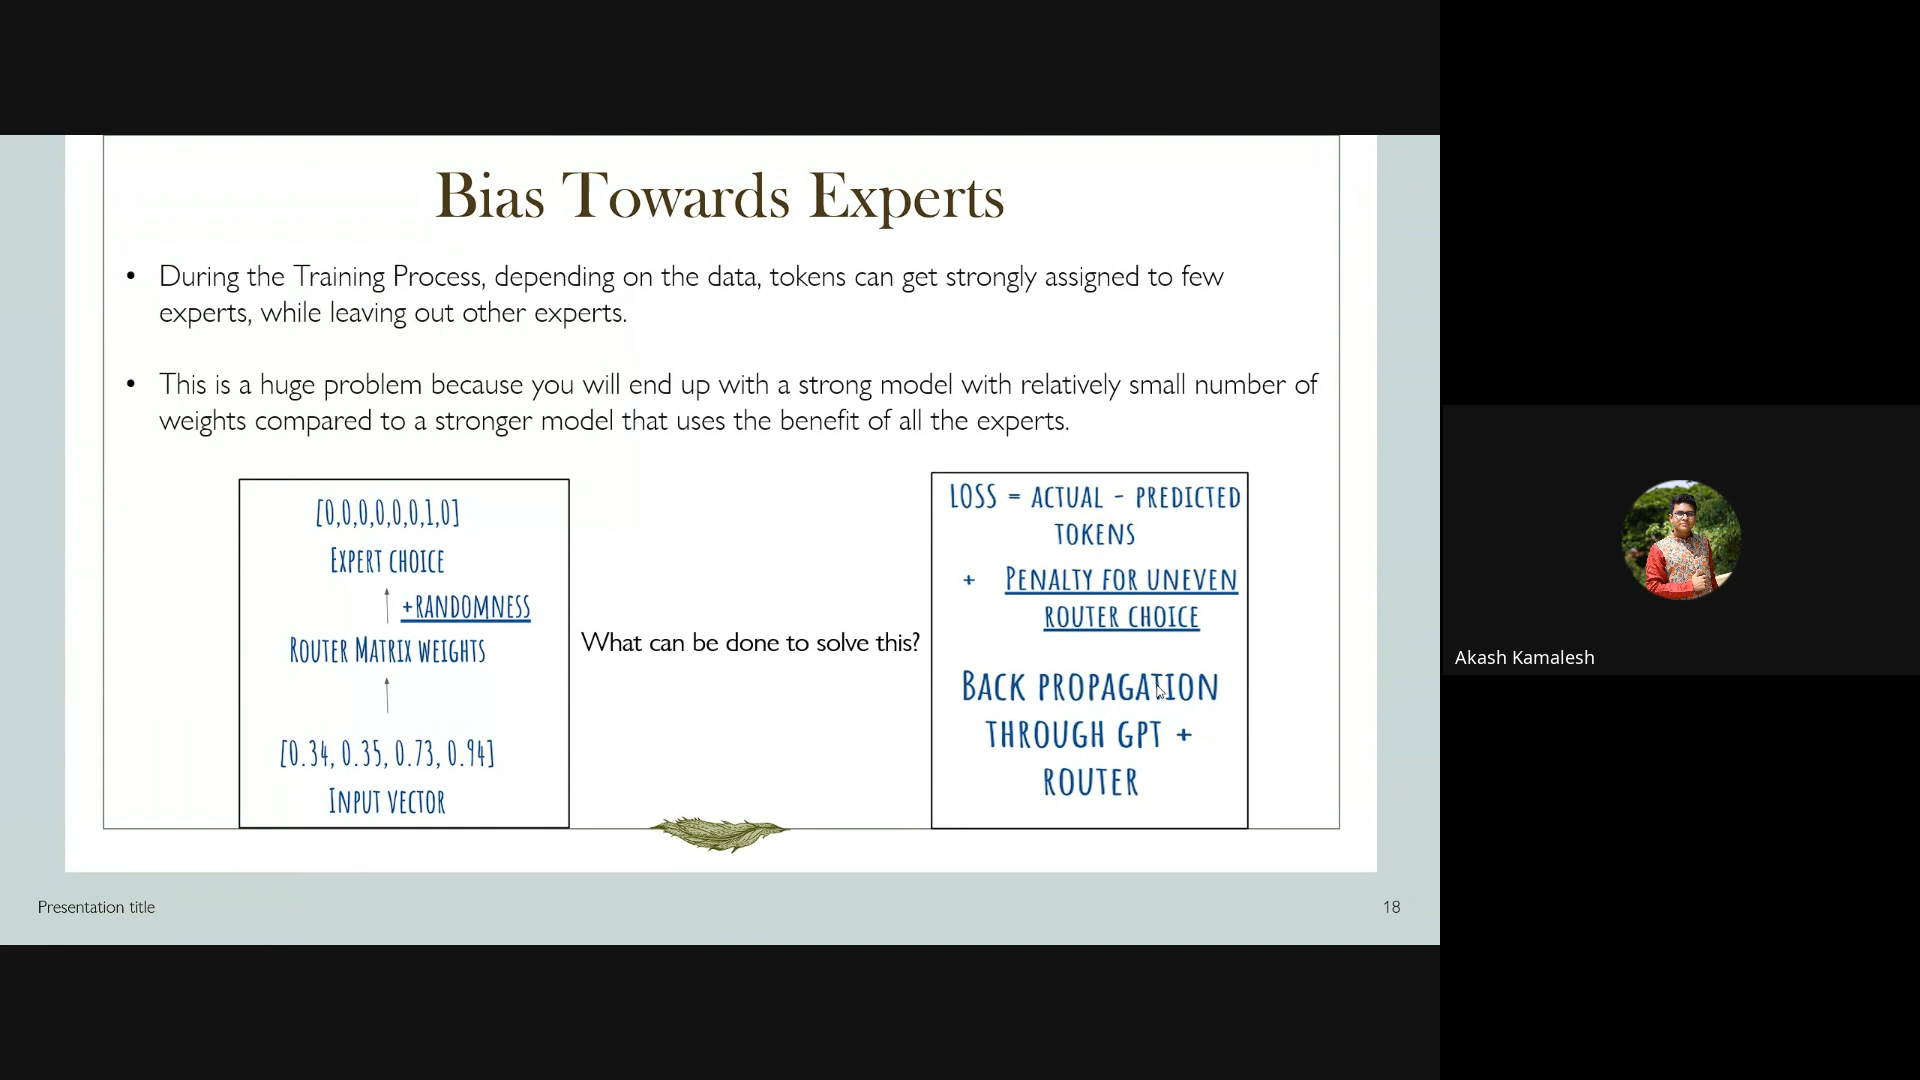 Bias Towards Experts
• During the Training Process, depending on the data, tokens can get strongly assigned to few
experts, while leaving out other experts.
• This is a huge problem because you will end up with a strong model with relatively small number of
weights compared to a stronger model that uses the benefit of all the experts.
[0,0,0,0,0,0,1,0]
EXPERT CHOICE
+RANDOMNESS
ROUTER MATRIX WEIGHTS
[0.34, 0.35, 0.73, 0.94]
INPUT VECTOR
What can be done to solve this?
LOSS = ACTUAL - PREDICTED
TOKENS
+ PENALTY FOR UNEVEN
ROUTER CHOICE
BACK PROPAGATION
THROUGH GPT +
ROUTER
Presentation title
18
Akash Kamalesh